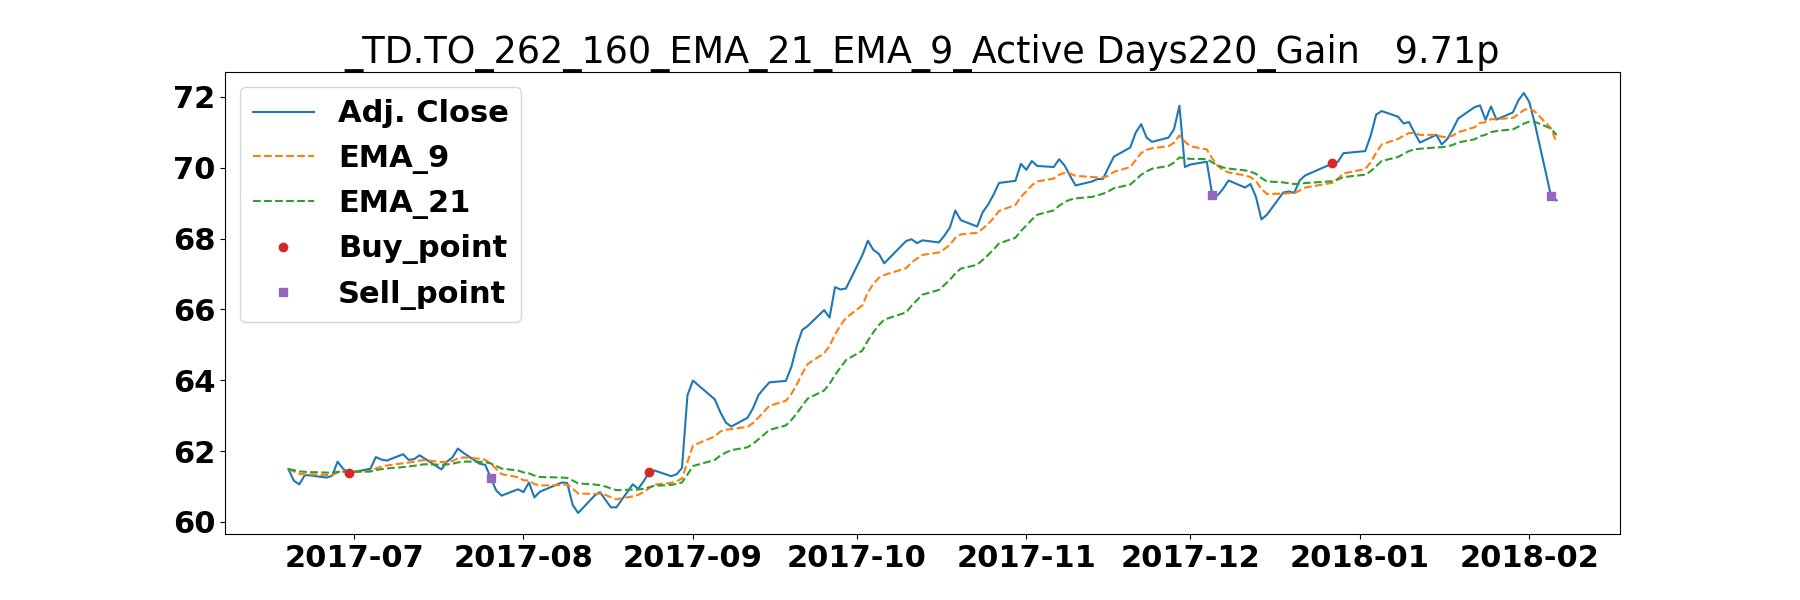 _TD.TO_262_160_EMA_21_EMA_9_Active Days220_Gain   9.71p
72
70
68
66
64
62
60
Adj. Close
EMA_9
EMA_21
Buy_point
Sell_point
2017-07 2017-08 2017-09 2017-10 2017-11 2017-12 2018-01 2018-02